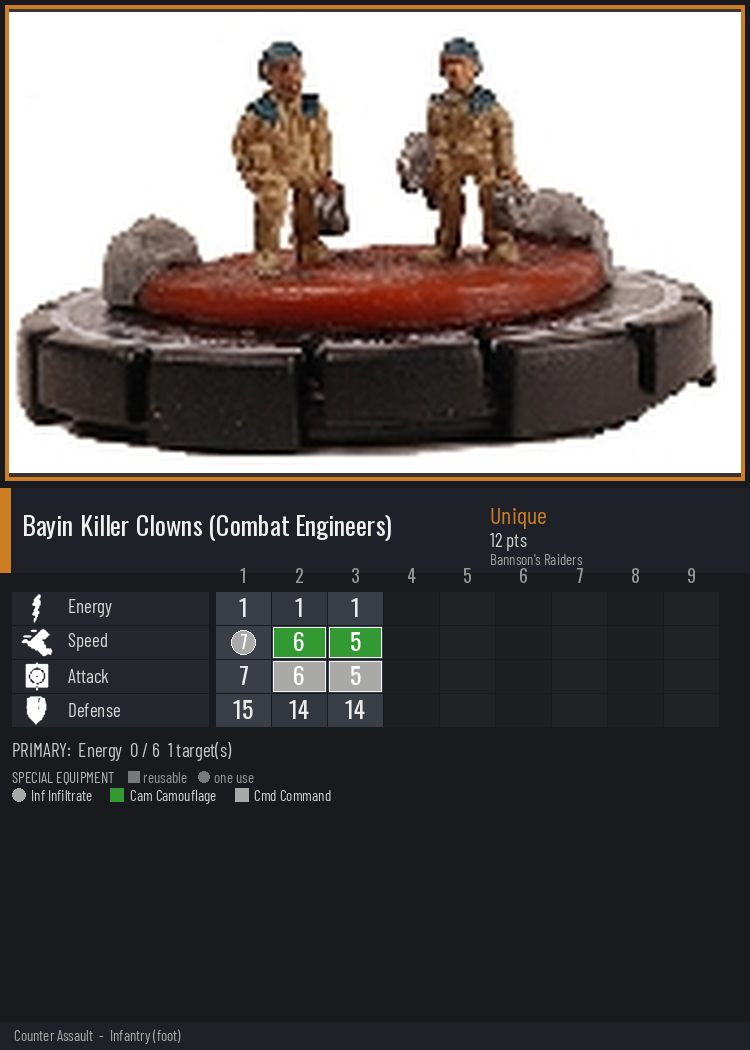 Bayin Killer Clowns (Combat Engineers)
Unique
12 pts
Bannson's Raiders
1 2 3 4 5 6 7 8 9
Energy 1 1 1
Speed 7 6 5
Attack 7 6 5
Defense 15 14 14
PRIMARY: Energy 0 / 6 1 target(s)
SPECIAL EQUIPMENT reusable one use
Inf Infiltrate Cam Camouflage Cmd Command
Counter Assault - Infantry (foot)